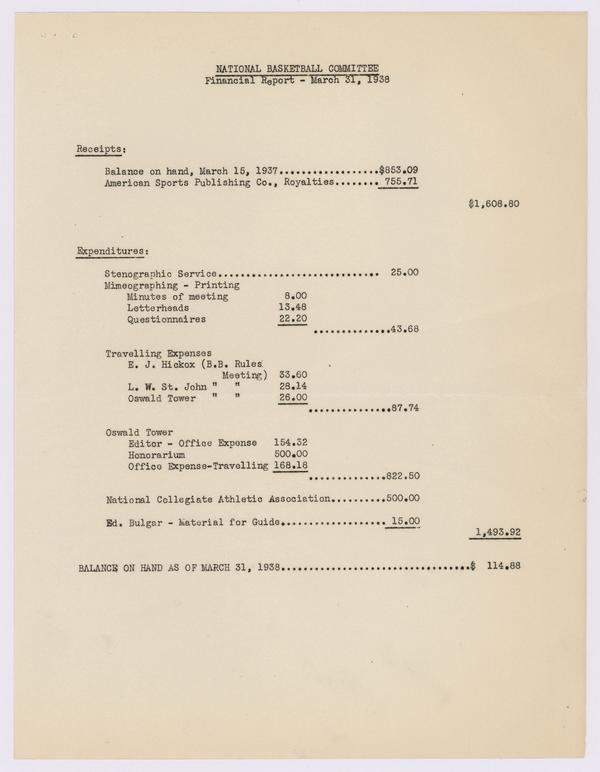 NATIONAL BASKETBALL COMMITTEE
Financial Report - March 31, 1938
Receipts:
Balance on hand, March 15, 1937..................$853.09
American Sports Publishing Co., Royalties........ 755.71
$1,608.80
Expenditures:
Stenographic Service............................ 25.00
Mimeographing - Printing
Minutes of meeting 8.00
Letterheads 13.48
Questionnaires 22.20
..............43.68
Travelling Expenses
E. J. Hickox (B.B. Rules
Meeting) 33.60
L. W. St. John " " 28.14
Oswald Tower " " 26.00
...............87.74
Oswald Tower
Editor - Office Expense 154.32
Honorarium 500.00
Office Expense-Travelling 168.18
..............822.50
National Collegiate Athletic Association..........500.00
Ed. Bulgar - Material for Guide................... 15.00
1,493.92
BALANCE ON HAND AS OF MARCH 31, 1938..................................$ 114.88